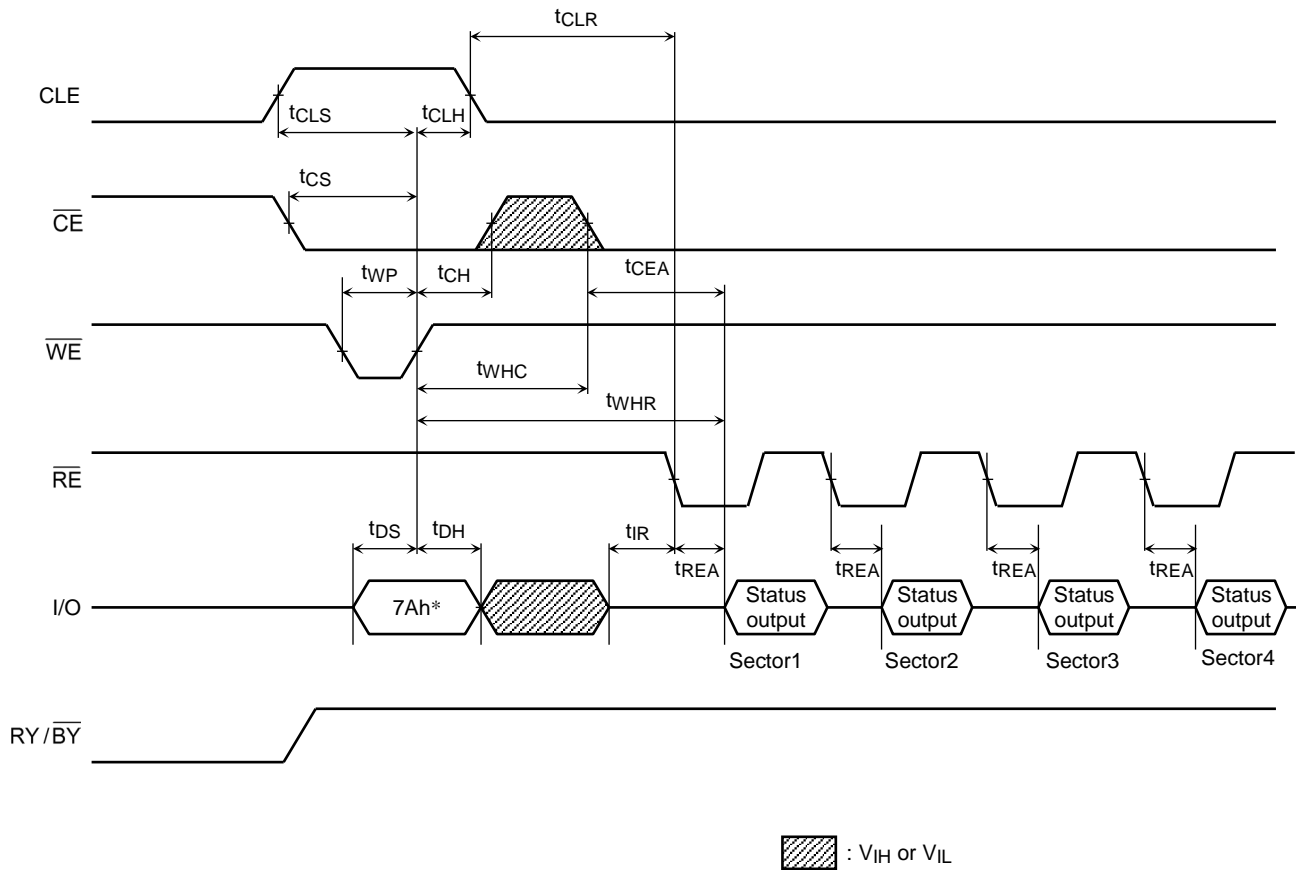 tCLR
CLE
tCLS tCLH
tCS
CE
tCEA
tWP tCH
WE
tWHC
tWHR
RE
tDS tDH tIR
tREA tREA tREA tREA
I/O 7Ah* Status output Status output Status output Status output
Sector1 Sector2 Sector3 Sector4
RY/BY
: VIH or VIL